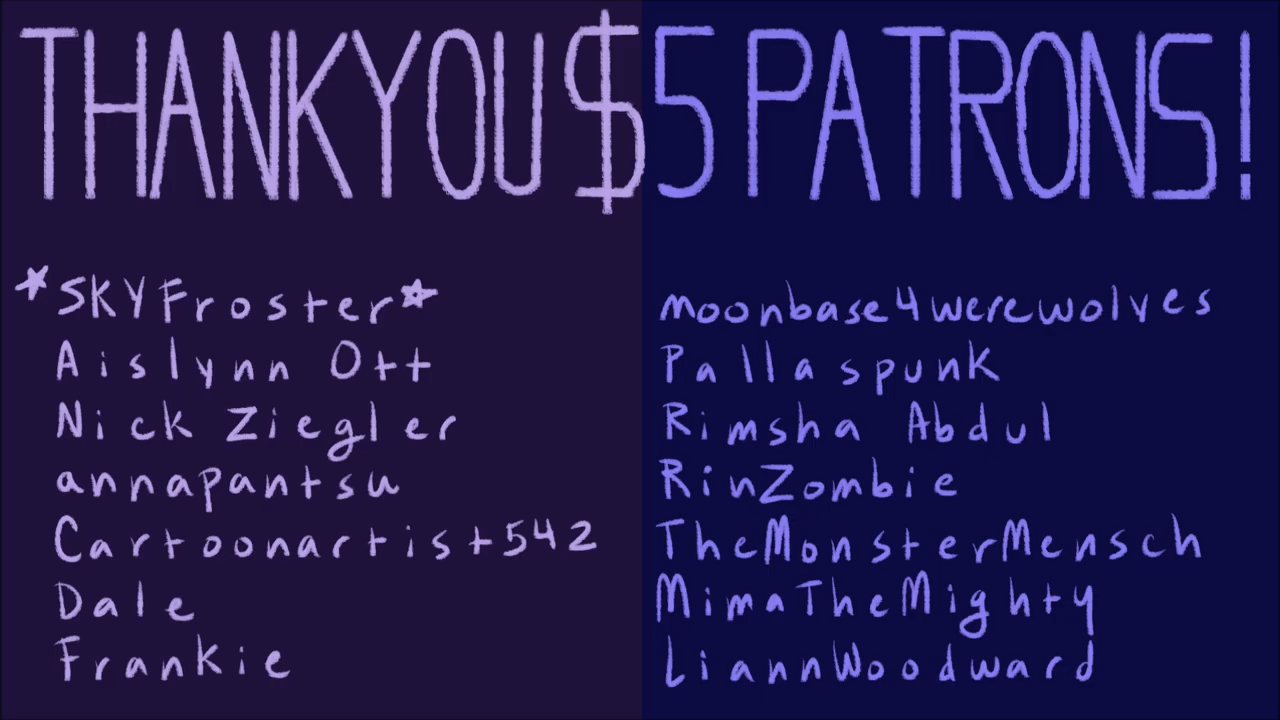 THANKYOU $5 PATRONS!
*SKYFroster☆
Aislynn Ott
Nick Ziegler
annapantsu
Cartoonartist542
Dale
Frankie
moonbase4werewolves
Pallaspunk
Rimsha Abdul
RinZombie
TheMonsterMensch
MimaTheMighty
LiannWoodward